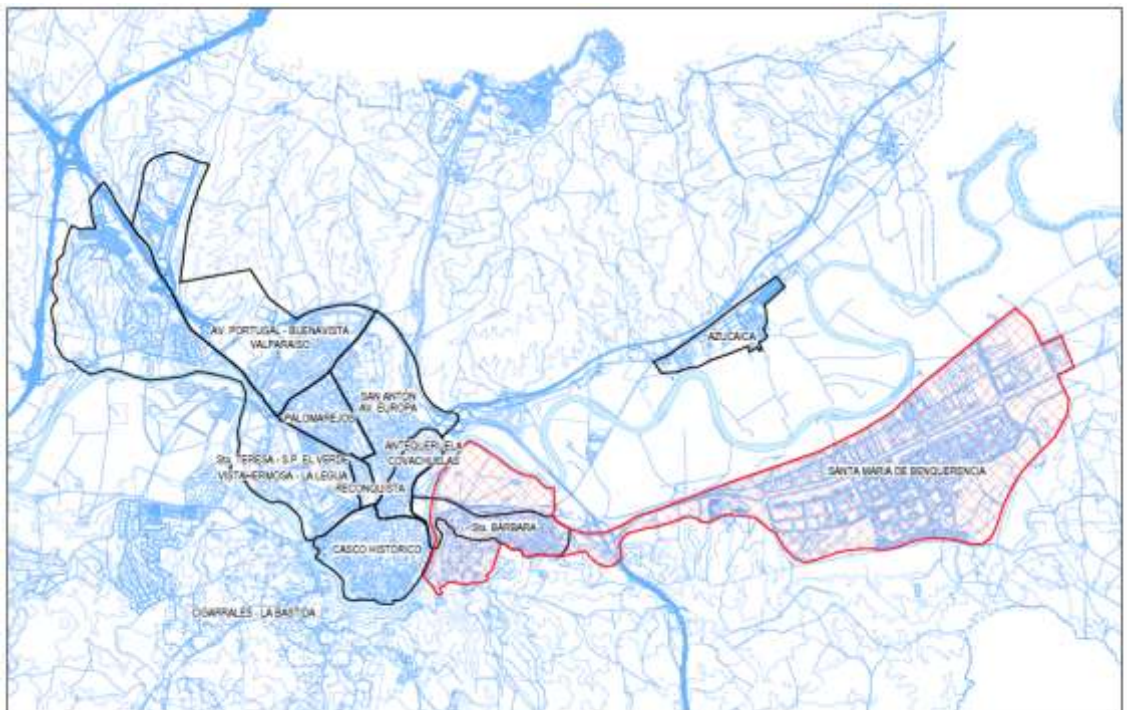 AV. PORTUGAL - BUENAVISTA
VALPARAISO
AZUCAICA
SAN ANTON
AV. EUROPA
PALOMAREJOS
ANTEQUERUELA
COVACHUELAS
Sta. TERESA - S.P. EL VERDE
VISTAHERMOSA - LA LEGUA
RECONQUISTA
SANTA MARIA DE BENQUERENCIA
Sta. BARBARA
CASCO HISTÓRICO
CIGARRALES - LA BASTIDA